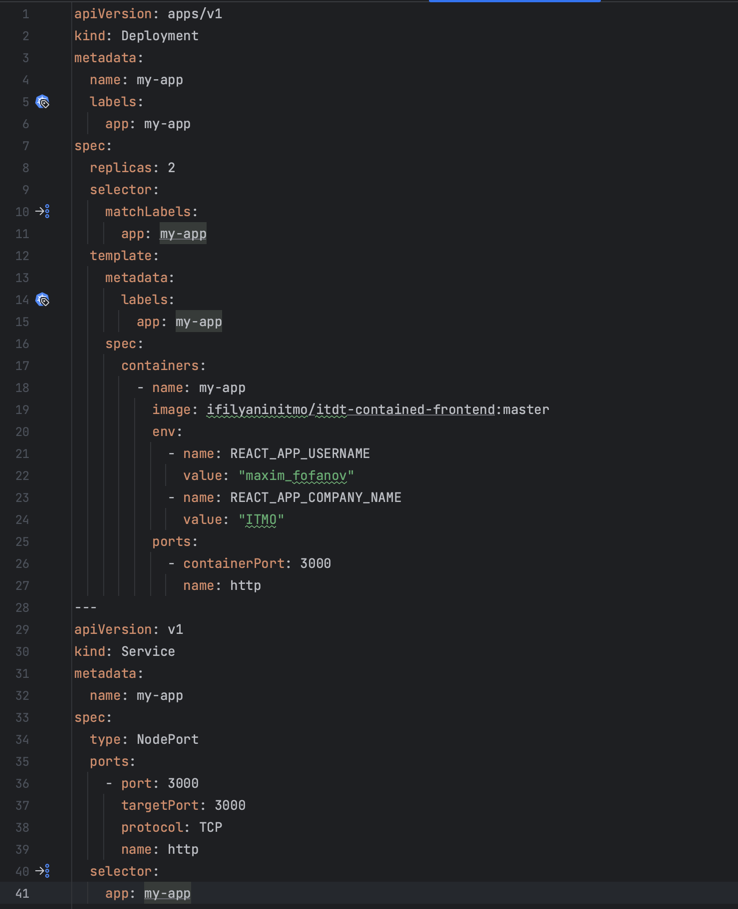 1 apiVersion: apps/v1
2 kind: Deployment
3 metadata:
4   name: my-app
5   labels:
6     app: my-app
7 spec:
8   replicas: 2
9   selector:
10     matchLabels:
11       app: my-app
12   template:
13     metadata:
14       labels:
15         app: my-app
16     spec:
17       containers:
18         - name: my-app
19           image: ifilyaninitmo/itdt-contained-frontend:master
20           env:
21             - name: REACT_APP_USERNAME
22               value: "maxim_fofanov"
23             - name: REACT_APP_COMPANY_NAME
24               value: "ITMO"
25           ports:
26             - containerPort: 3000
27               name: http
28 ---
29 apiVersion: v1
30 kind: Service
31 metadata:
32   name: my-app
33 spec:
34   type: NodePort
35   ports:
36     - port: 3000
37       targetPort: 3000
38       protocol: TCP
39       name: http
40   selector:
41     app: my-app